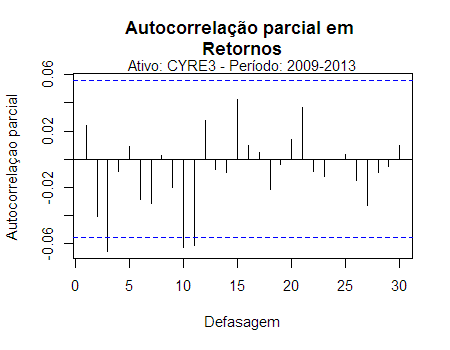 Autocorrelação parcial em
Retornos
Ativo: CYRE3 - Período: 2009-2013
Autocorrelaçao parcial
0.06
0.02
-0.02
-0.06
0 5 10 15 20 25 30
Defasagem